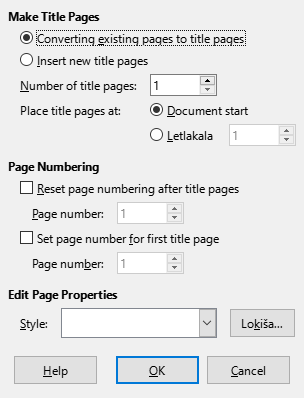 Make Title Pages
Converting existing pages to title pages
Insert new title pages
Number of title pages: 1
Place title pages at: Document start
Letlakala 1
Page Numbering
Reset page numbering after title pages
Page number: 1
Set page number for first title page
Page number: 1
Edit Page Properties
Style: Lokiša...
Help OK Cancel